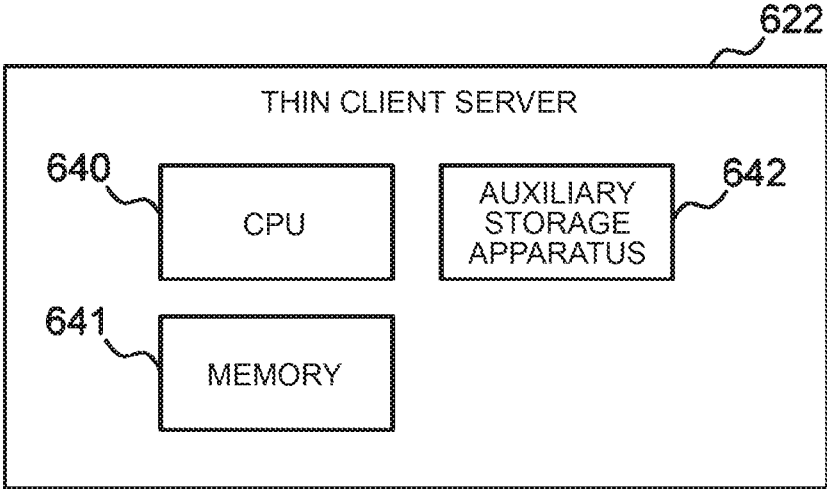 622
THIN CLIENT SERVER
640
CPU
AUXILIARY
STORAGE
APPARATUS
642
641
MEMORY